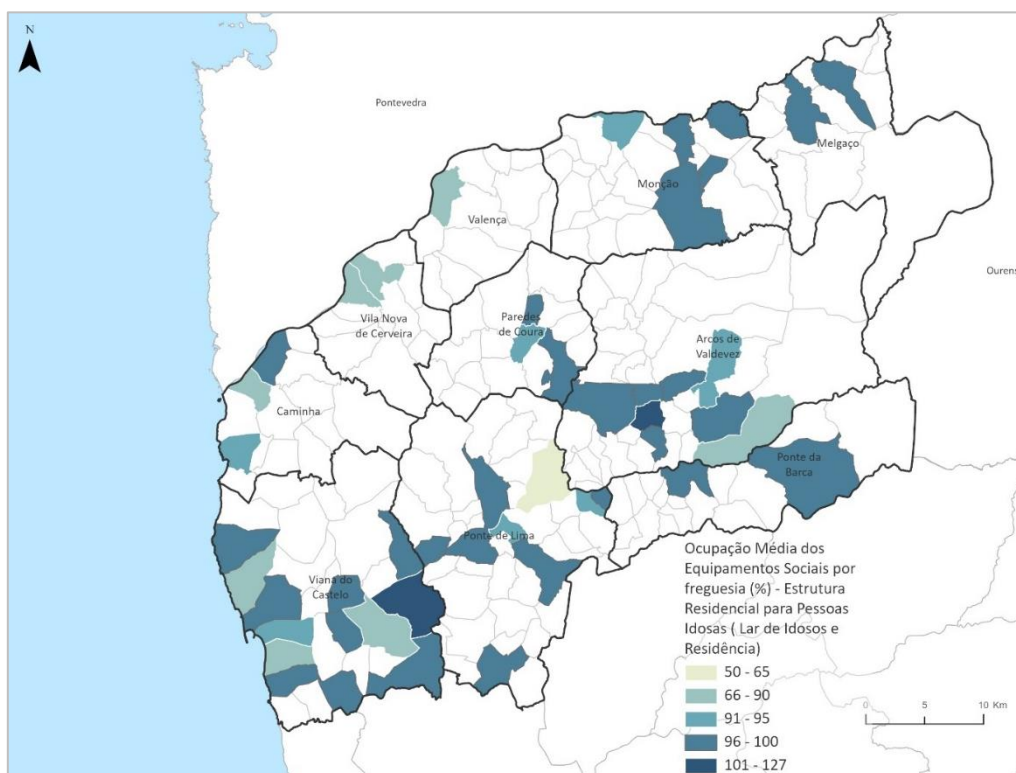 N
Pontevedra
Melgaço
Monção
Valença
Ourens
Vila Nova
de Cerveira
Paredes
de Coura
Arcos de
Valdevez
Caminha
Ponte da
Barca
Ponte de Lima
Viana do
Castelo
Ocupação Média dos
Equipamentos Sociais por
freguesia (%) - Estrutura
Residencial para Pessoas
Idosas ( Lar de Idosos e
Residência)
50 - 65
66 - 90
91 - 95
96 - 100
101 - 127
0 5 10 Km